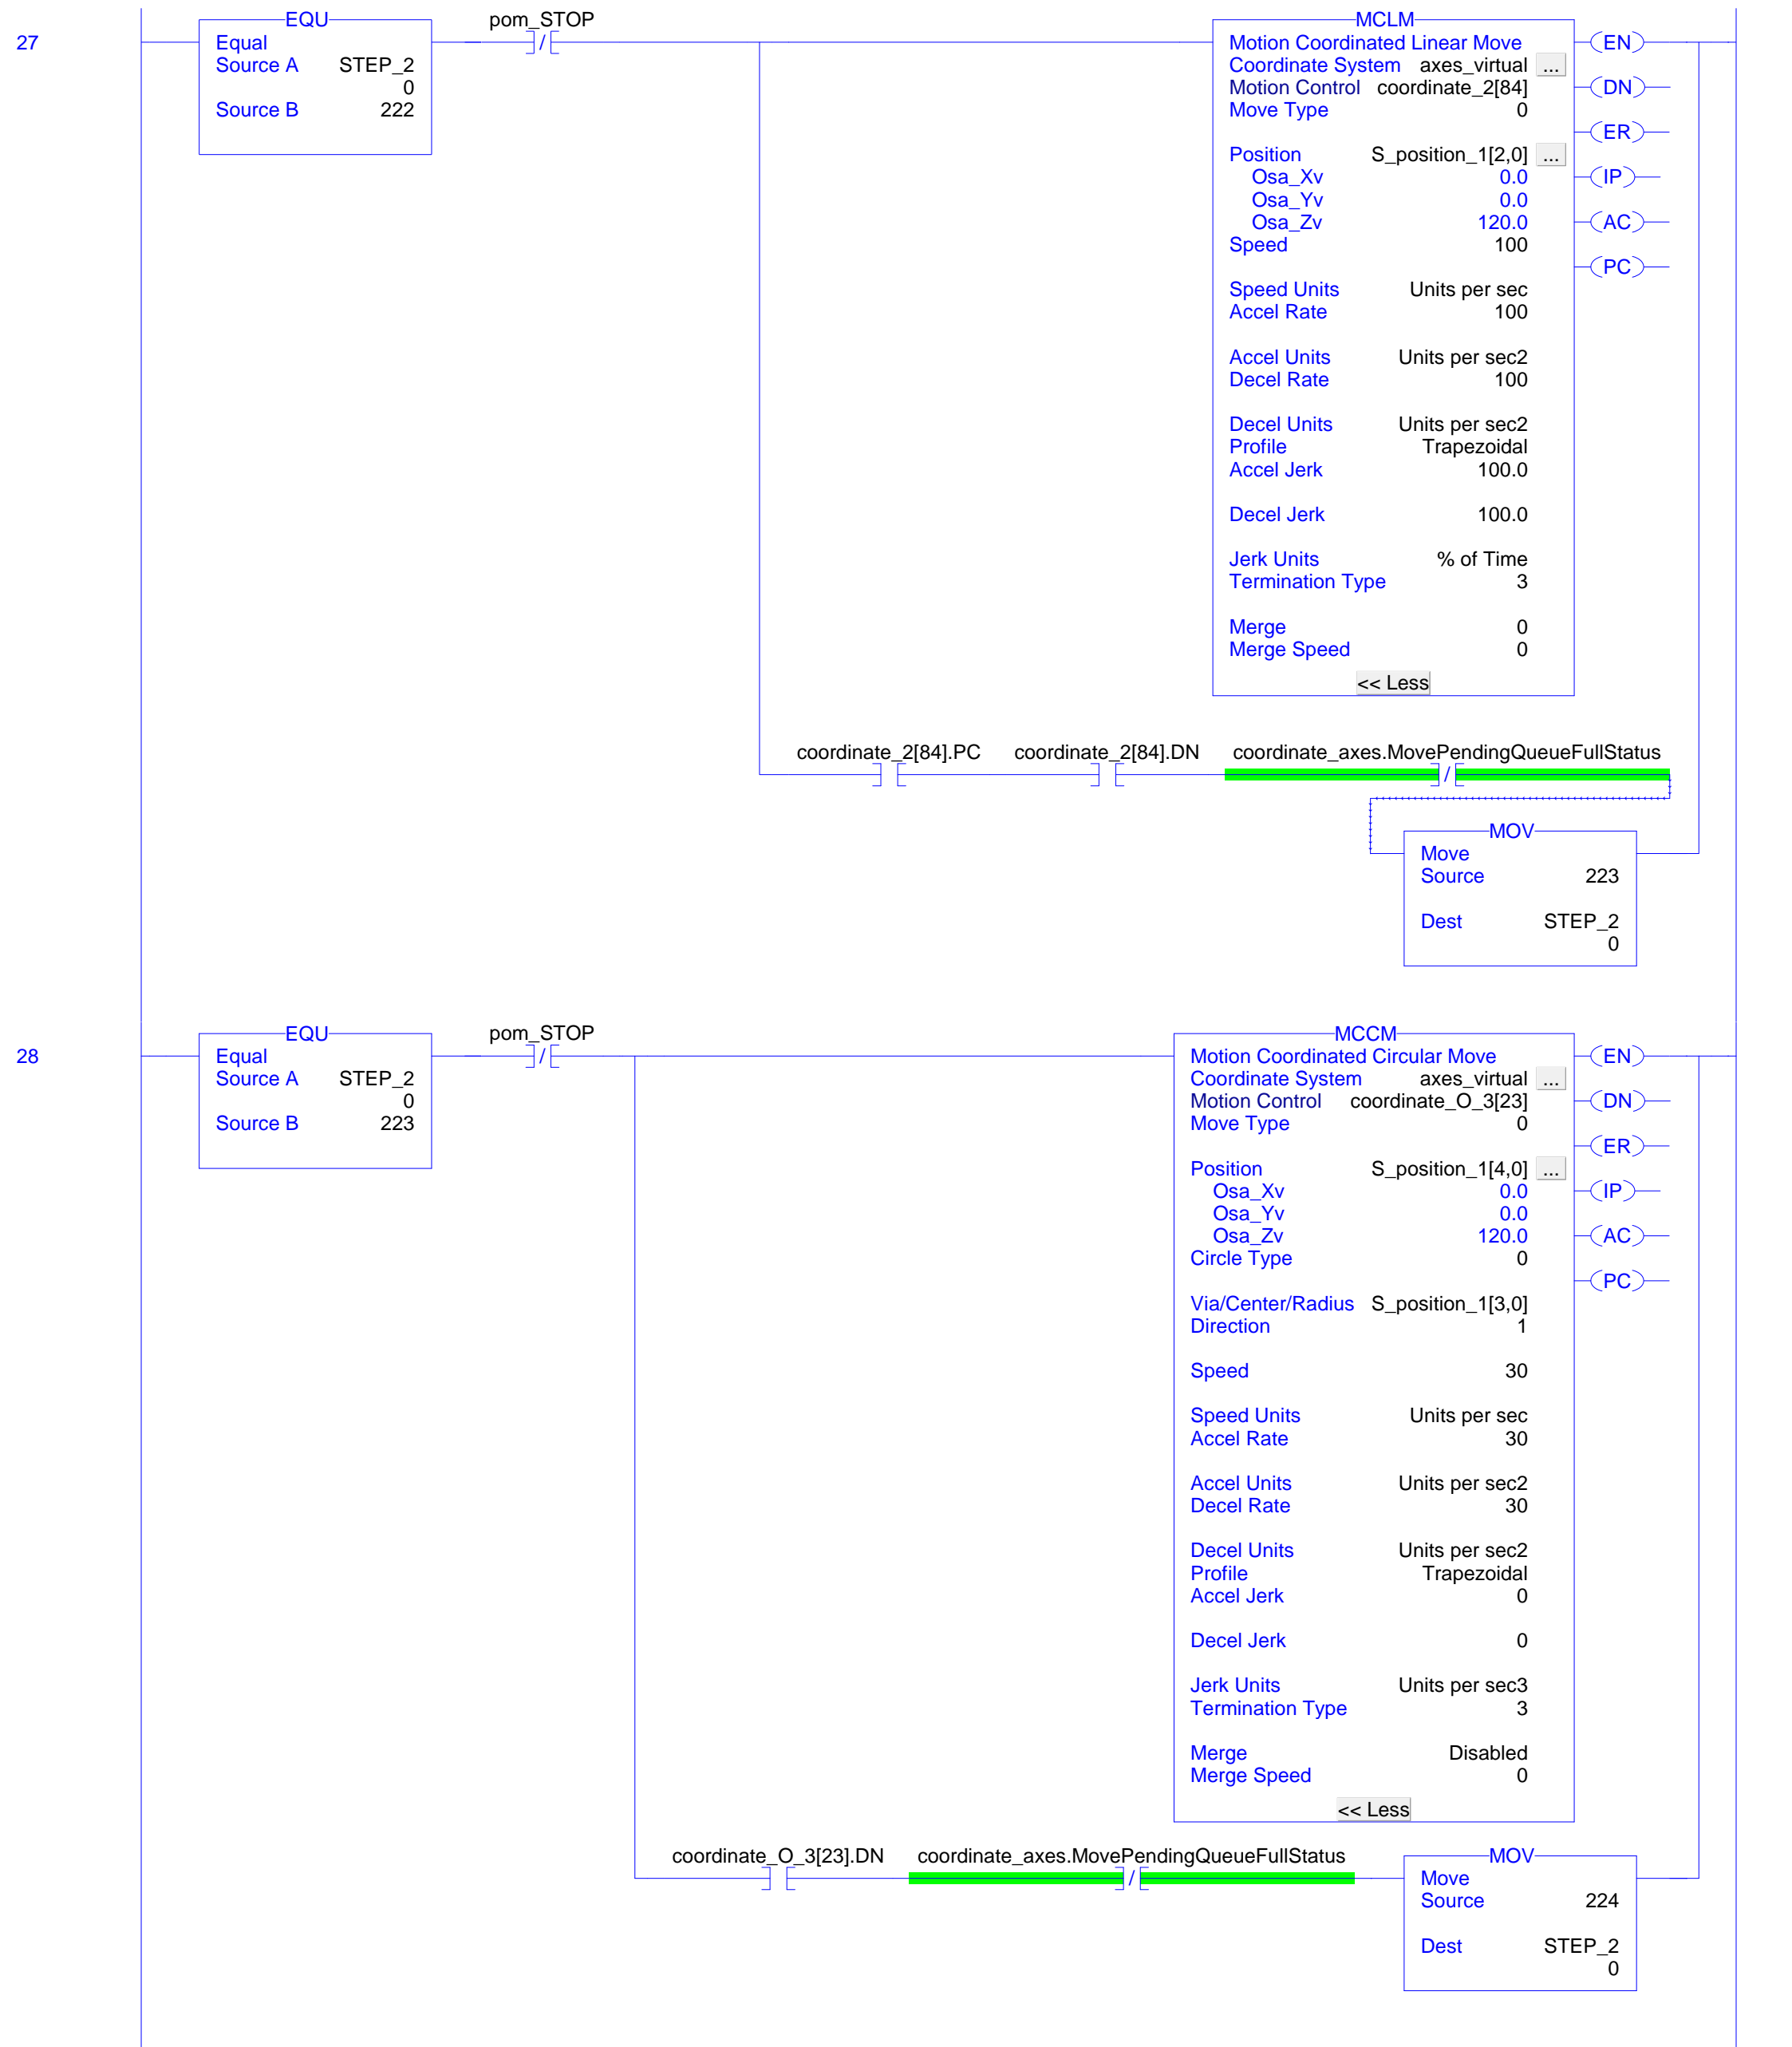 27
EQU
Equal
Source A STEP_2
0
Source B 222
pom_STOP
/
MCLM
Motion Coordinated Linear Move
Coordinate System axes_virtual ...
Motion Control coordinate_2[84]
Move Type 0
Position S_position_1[2,0] ...
Osa_Xv 0.0
Osa_Yv 0.0
Osa_Zv 120.0
Speed 100
Speed Units Units per sec
Accel Rate 100
Accel Units Units per sec2
Decel Rate 100
Decel Units Units per sec2
Profile Trapezoidal
Accel Jerk 100.0
Decel Jerk 100.0
Jerk Units % of Time
Termination Type 3
Merge 0
Merge Speed 0
<< Less
EN
DN
ER
IP
AC
PC
coordinate_2[84].PC
coordinate_2[84].DN
coordinate_axes.MovePendingQueueFullStatus
/
MOV
Move
Source 223
Dest STEP_2
0
28
EQU
Equal
Source A STEP_2
0
Source B 223
pom_STOP
/
MCCM
Motion Coordinated Circular Move
Coordinate System axes_virtual ...
Motion Control coordinate_O_3[23]
Move Type 0
Position S_position_1[4,0] ...
Osa_Xv 0.0
Osa_Yv 0.0
Osa_Zv 120.0
Circle Type 0
Via/Center/Radius S_position_1[3,0]
Direction 1
Speed 30
Speed Units Units per sec
Accel Rate 30
Accel Units Units per sec2
Decel Rate 30
Decel Units Units per sec2
Profile Trapezoidal
Accel Jerk 0
Decel Jerk 0
Jerk Units Units per sec3
Termination Type 3
Merge Disabled
Merge Speed 0
<< Less
EN
DN
ER
IP
AC
PC
coordinate_O_3[23].DN
coordinate_axes.MovePendingQueueFullStatus
/
MOV
Move
Source 224
Dest STEP_2
0